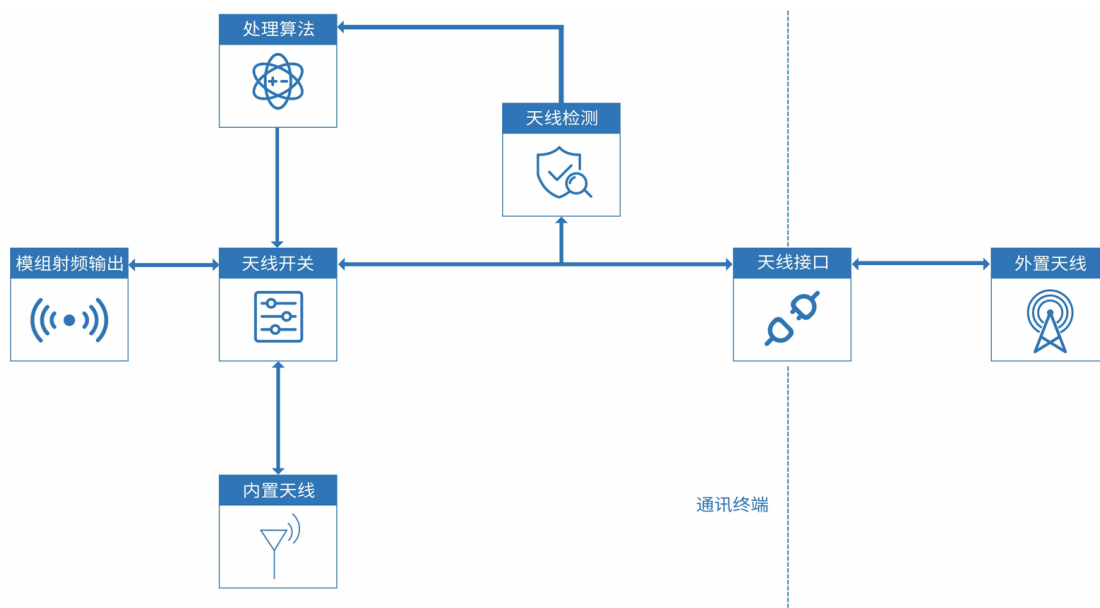 处理算法
天线检测
模组射频输出
天线开关
天线接口
外置天线
内置天线
通讯终端